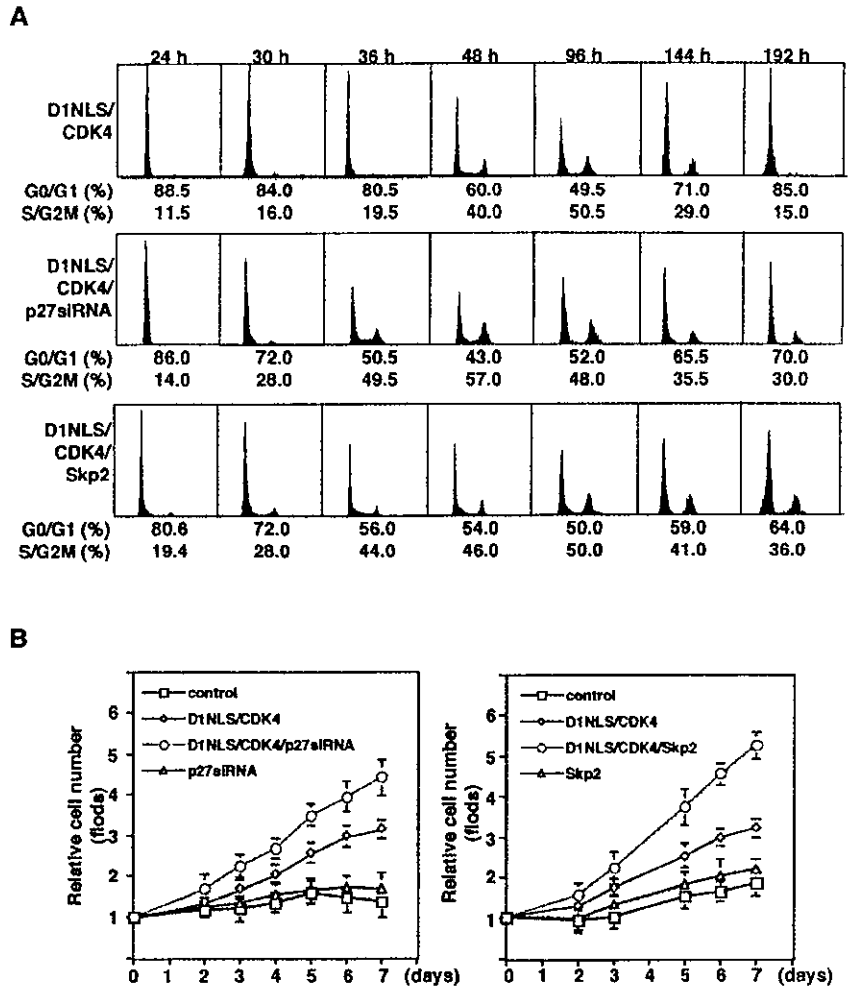 A
24 h 30 h 36 h 48 h 96 h 144 h 192 h
D1NLS/
CDK4
G0/G1 (%) 88.5 84.0 80.5 60.0 49.5 71.0 85.0
S/G2M (%) 11.5 16.0 19.5 40.0 50.5 29.0 15.0
D1NLS/
CDK4/
p27siRNA
G0/G1 (%) 86.0 72.0 50.5 43.0 52.0 65.5 70.0
S/G2M (%) 14.0 28.0 49.5 57.0 48.0 35.5 30.0
D1NLS/
CDK4/
Skp2
G0/G1 (%) 80.6 72.0 56.0 54.0 50.0 59.0 64.0
S/G2M (%) 19.4 28.0 44.0 46.0 50.0 41.0 36.0
B
Relative cell number
(flods)
6
5
4
3
2
1
control
D1NLS/CDK4
D1NLS/CDK4/p27siRNA
p27siRNA
0 1 2 3 4 5 6 7 (days)
Relative cell number
(flods)
6
5
4
3
2
1
control
D1NLS/CDK4
D1NLS/CDK4/Skp2
Skp2
0 1 2 3 4 5 6 7 (days)